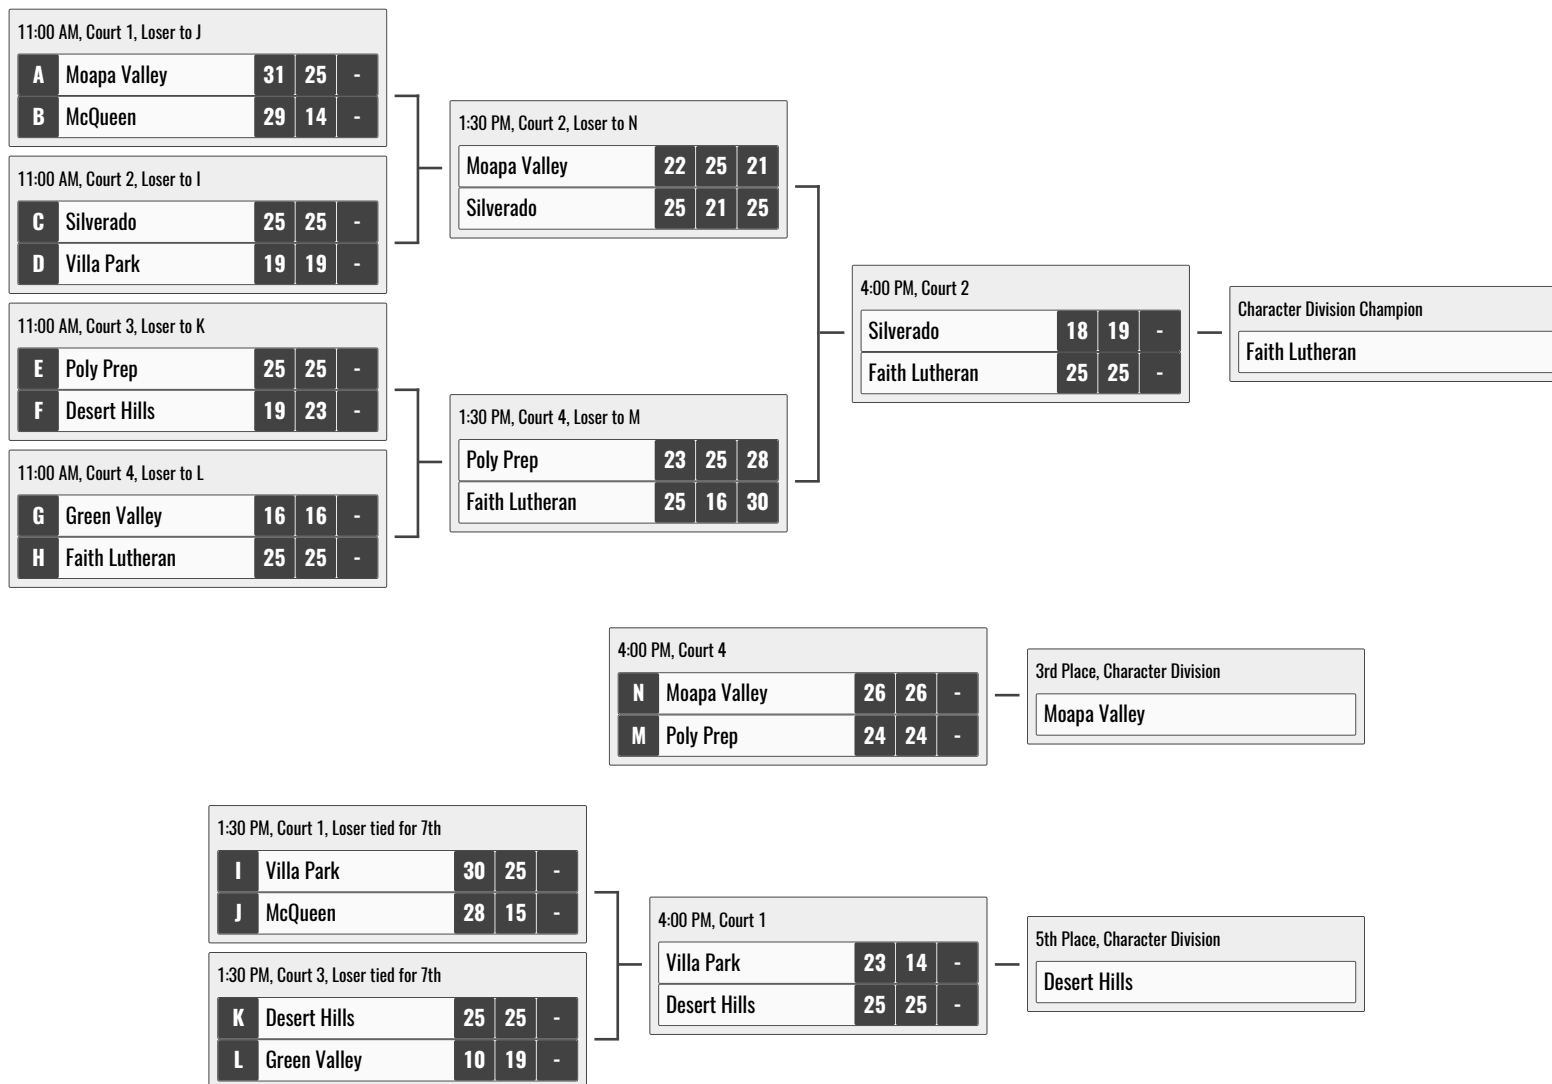 11:00 AM, Court 1, Loser to J
A Moapa Valley 31 25 -
B McQueen 29 14 -
11:00 AM, Court 2, Loser to I
C Silverado 25 25 -
D Villa Park 19 19 -
11:00 AM, Court 3, Loser to K
E Poly Prep 25 25 -
F Desert Hills 19 23 -
11:00 AM, Court 4, Loser to L
G Green Valley 16 16 -
H Faith Lutheran 25 25 -
1:30 PM, Court 2, Loser to N
Moapa Valley 22 25 21
Silverado 25 21 25
1:30 PM, Court 4, Loser to M
Poly Prep 23 25 28
Faith Lutheran 25 16 30
4:00 PM, Court 2
Silverado 18 19 -
Faith Lutheran 25 25 -
Character Division Champion
Faith Lutheran
4:00 PM, Court 4
N Moapa Valley 26 26 -
M Poly Prep 24 24 -
3rd Place, Character Division
Moapa Valley
1:30 PM, Court 1, Loser tied for 7th
I Villa Park 30 25 -
J McQueen 28 15 -
1:30 PM, Court 3, Loser tied for 7th
K Desert Hills 25 25 -
L Green Valley 10 19 -
4:00 PM, Court 1
Villa Park 23 14 -
Desert Hills 25 25 -
5th Place, Character Division
Desert Hills